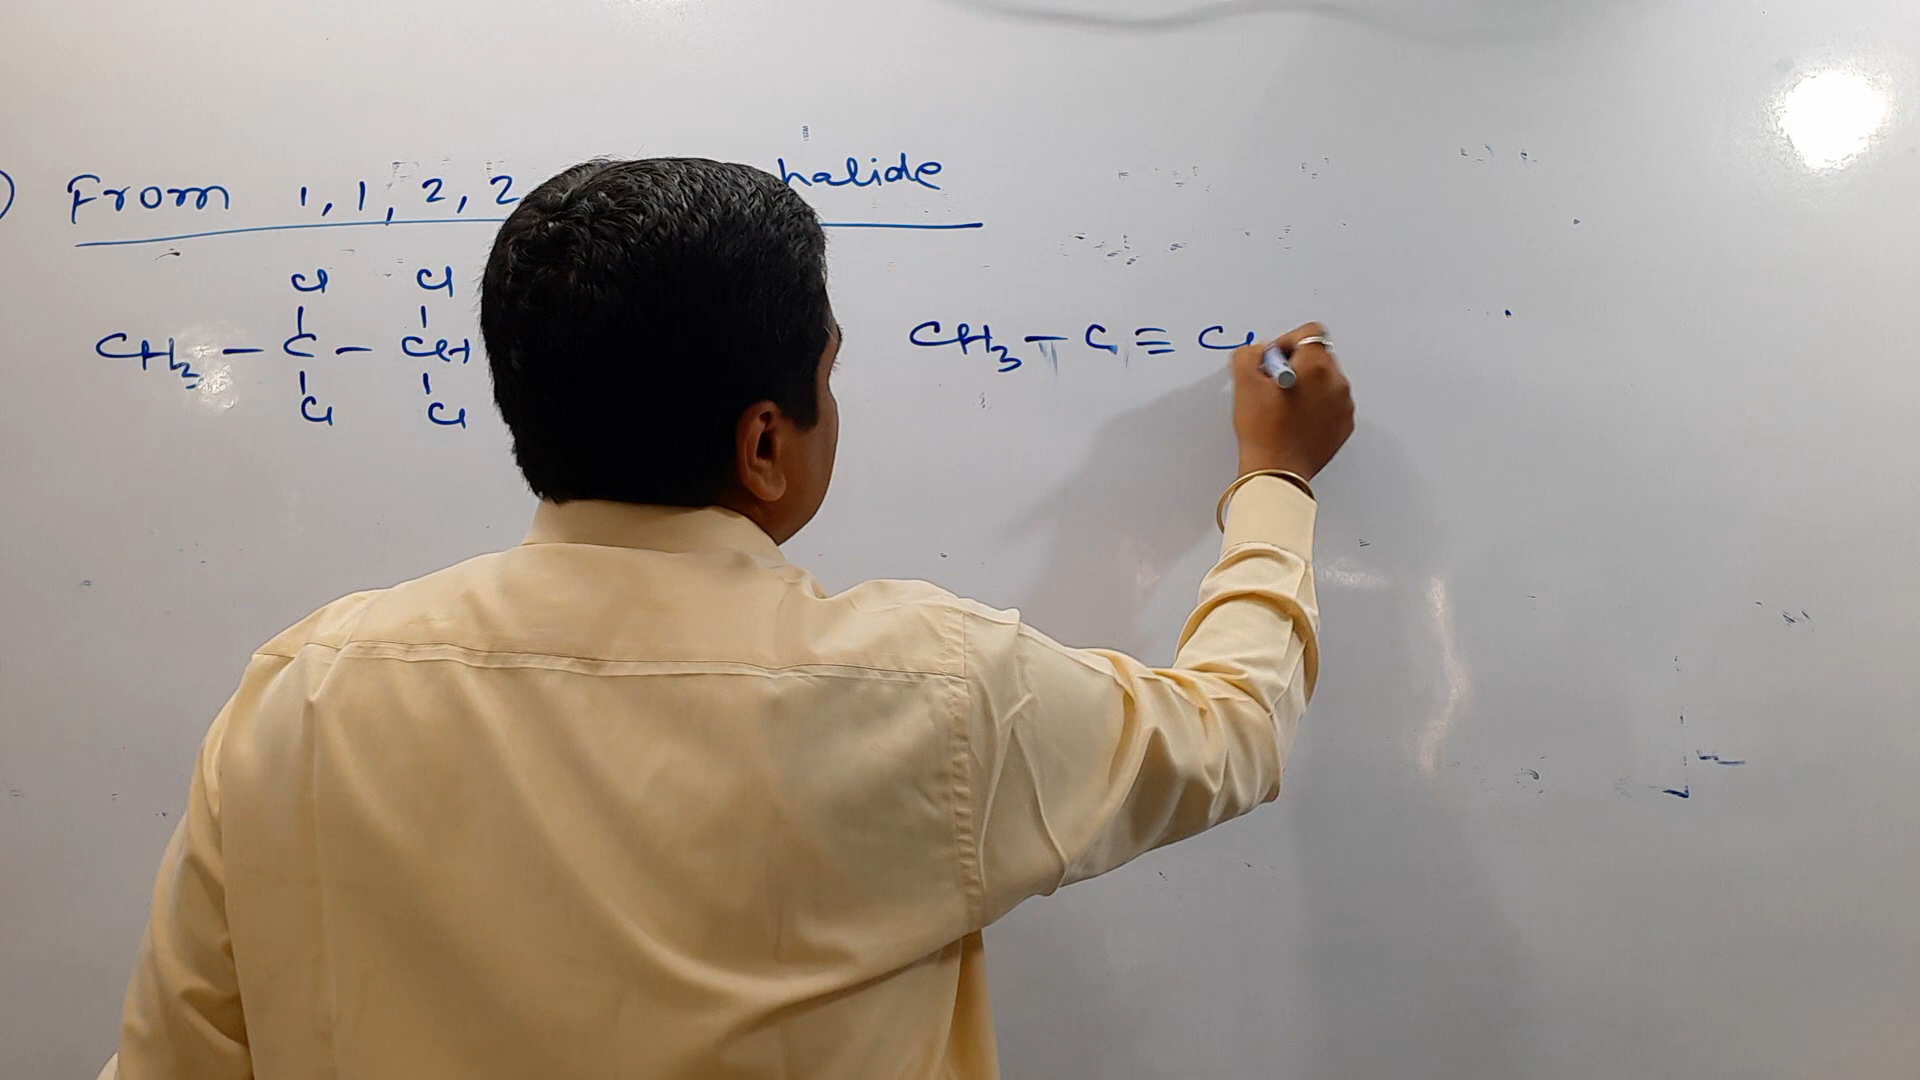 ) From 1, 1, 2, 2 halide
Cl Cl
CH3 - C - CH CH3 - C ≡ C
Cl Cl